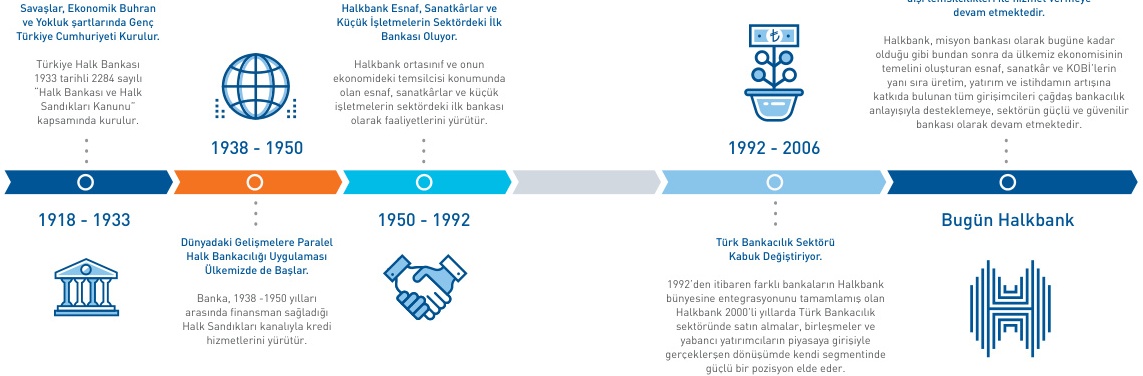 Savaşlar, Ekonomik Buhran
ve Yokluk şartlarında Genç
Türkiye Cumhuriyeti Kurulur.
Türkiye Halk Bankası
1933 tarihli 2284 sayılı
“Halk Bankası ve Halk
Sandıkları Kanunu”
kapsamında kurulur.
1918 - 1933
1938 - 1950
Dünyadaki Gelişmelere Paralel
Halk Bankacılığı Uygulaması
Ülkemizde de Başlar.
Banka, 1938 -1950 yılları
arasında finansman sağladığı
Halk Sandıkları kanalıyla kredi
hizmetlerini yürütür.
Halkbank Esnaf, Sanatkârlar ve
Küçük İşletmelerin Sektördeki İlk
Bankası Oluyor.
Halkbank ortasınıf ve onun
ekonomideki temsilcisi konumunda
olan esnaf, sanatkârlar ve küçük
işletmelerin sektördeki ilk bankası
olarak faaliyetlerini yürütür.
1950 - 1992
1992 - 2006
Türk Bankacılık Sektörü
Kabuk Değiştiriyor.
1992’den itibaren farklı bankaların Halkbank
bünyesine entegrasyonunu tamamlamış olan
Halkbank 2000’li yıllarda Türk Bankacılık
sektöründe satın almalar, birleşmeler ve
yabancı yatırımcıların piyasaya girişiyle
gerçeklerşen dönüşümde kendi segmentinde
güçlü bir pozisyon elde eder.
devam etmektedir.
Halkbank, misyon bankası olarak bugüne kadar
olduğu gibi bundan sonra da ülkemiz ekonomisinin
temelini oluşturan esnaf, sanatkâr ve KOBİ’lerin
yanı sıra üretim, yatırım ve istihdamın artışına
katkıda bulunan tüm girişimcileri çağdaş bankacılık
anlayışıyla desteklemeye, sektörün güçlü ve güvenilir
bankası olarak devam etmektedir.
Bugün Halkbank